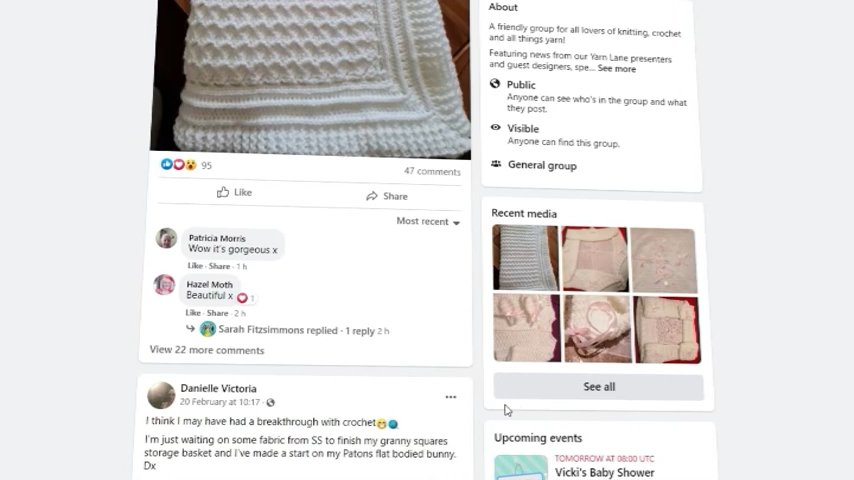 95
47 comments
Like
Share
Most recent
Patricia Morris
Wow it's gorgeous x
Like · Share · 1 h
Hazel Moth
Beautiful x
1
Like · Share · 2 h
Sarah Fitzsimmons replied · 1 reply 2 h
View 22 more comments
Danielle Victoria
20 February at 10:17 ·
I think I may have had a breakthrough with crochet
I'm just waiting on some fabric from SS to finish my granny squares
storage basket and I've made a start on my Patons flat bodied bunny.
Dx
About
A friendly group for all lovers of knitting, crochet
and all things yarn!
Featuring news from our Yarn Lane presenters
and guest designers, spe... See more
Public
Anyone can see who's in the group and what
they post.
Visible
Anyone can find this group.
General group
Recent media
See all
Upcoming events
TOMORROW AT 08:00 UTC
Vicki's Baby Shower